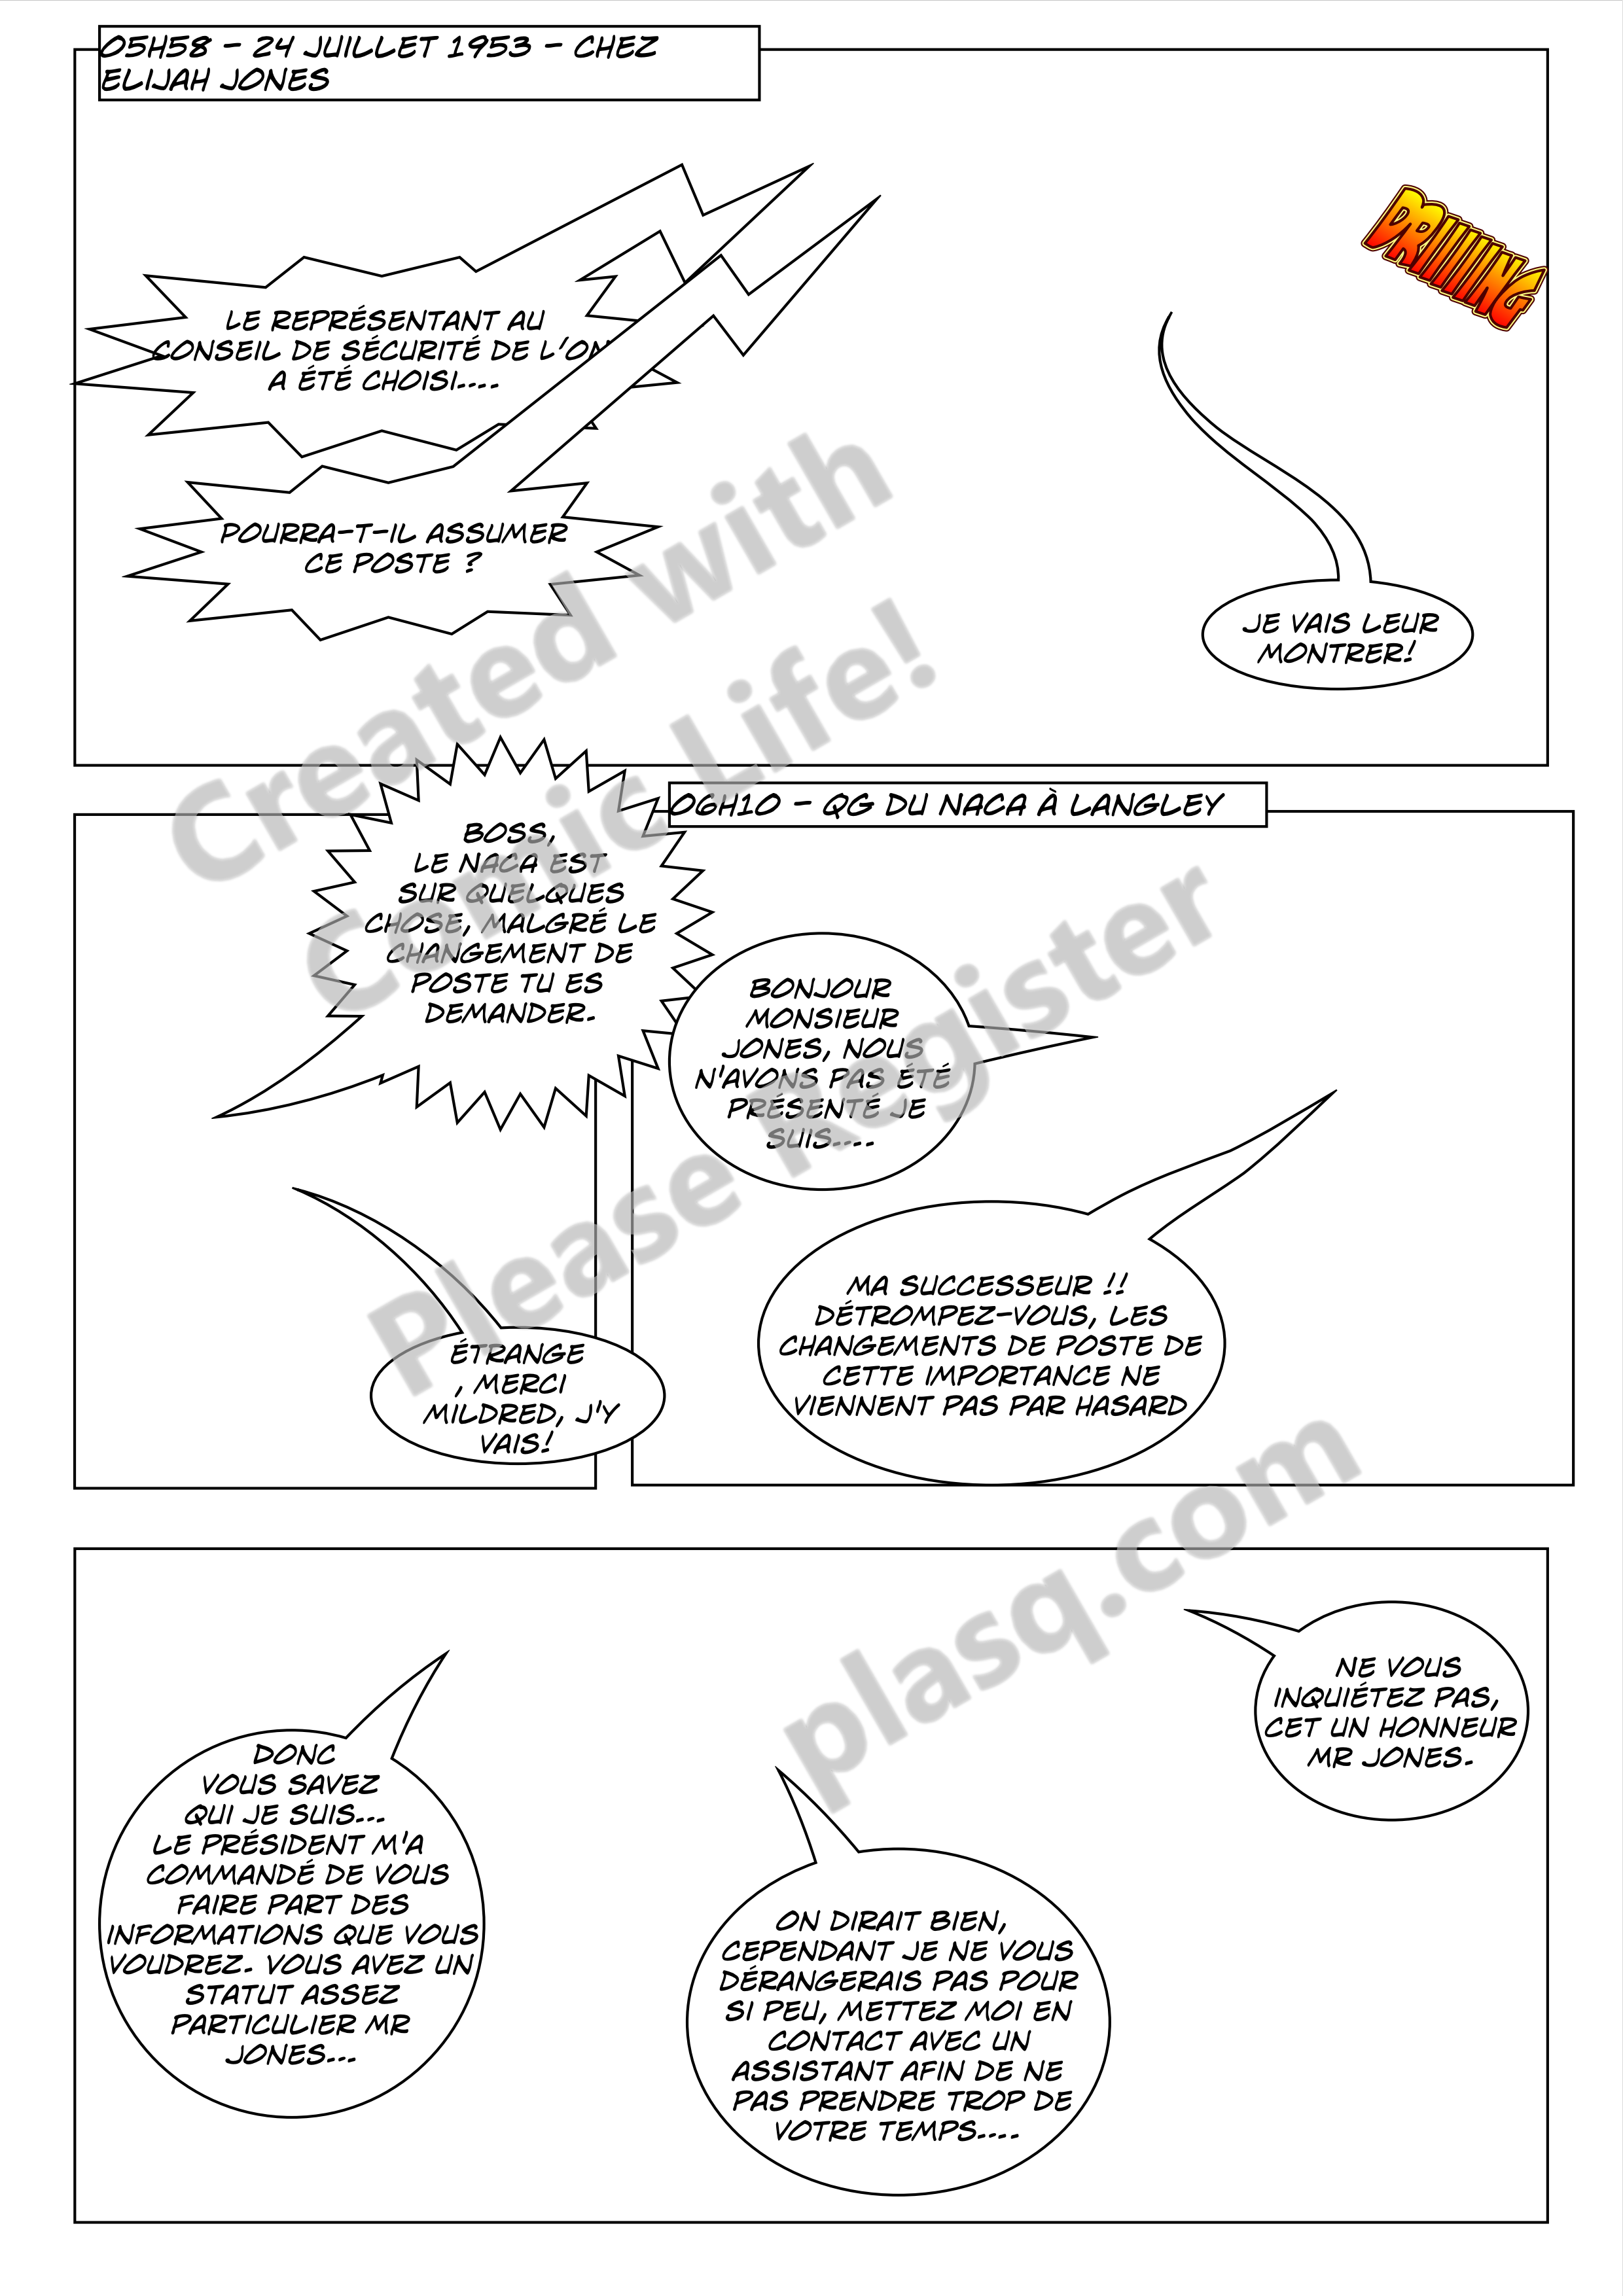 05H58 - 24 JUILLET 1953 - CHEZ
ELIJAH JONES
DRIIIIIING
LE REPRÉSENTANT AU
CONSEIL DE SÉCURITÉ DE L'ON
A ÉTÉ CHOISI....
POURRA-T-IL ASSUMER
CE POSTE ?
JE VAIS LEUR
MONTRER!
BOSS,
LE NACA EST
SUR QUELQUES
CHOSE, MALGRÉ LE
CHANGEMENT DE
POSTE TU ES
DEMANDER.
ÉTRANGE
, MERCI
MILDRED, J'Y
VAIS!
06H10 - QG DU NACA À LANGLEY
BONJOUR
MONSIEUR
JONES, NOUS
N'AVONS PAS ÉTÉ
PRÉSENTÉ JE
SUIS....
MA SUCCESSEUR !!
DÉTROMPEZ-VOUS, LES
CHANGEMENTS DE POSTE DE
CETTE IMPORTANCE NE
VIENNENT PAS PAR HASARD
DONC
VOUS SAVEZ
QUI JE SUIS...
LE PRÉSIDENT M'A
COMMANDÉ DE VOUS
FAIRE PART DES
INFORMATIONS QUE VOUS
VOUDREZ. VOUS AVEZ UN
STATUT ASSEZ
PARTICULIER MR
JONES...
ON DIRAIT BIEN,
CEPENDANT JE NE VOUS
DÉRANGERAIS PAS POUR
SI PEU, METTEZ MOI EN
CONTACT AVEC UN
ASSISTANT AFIN DE NE
PAS PRENDRE TROP DE
VOTRE TEMPS....
NE VOUS
INQUIÉTEZ PAS,
CET UN HONNEUR
MR JONES.
Created with
Comic Life!
Please Register
plasq.com